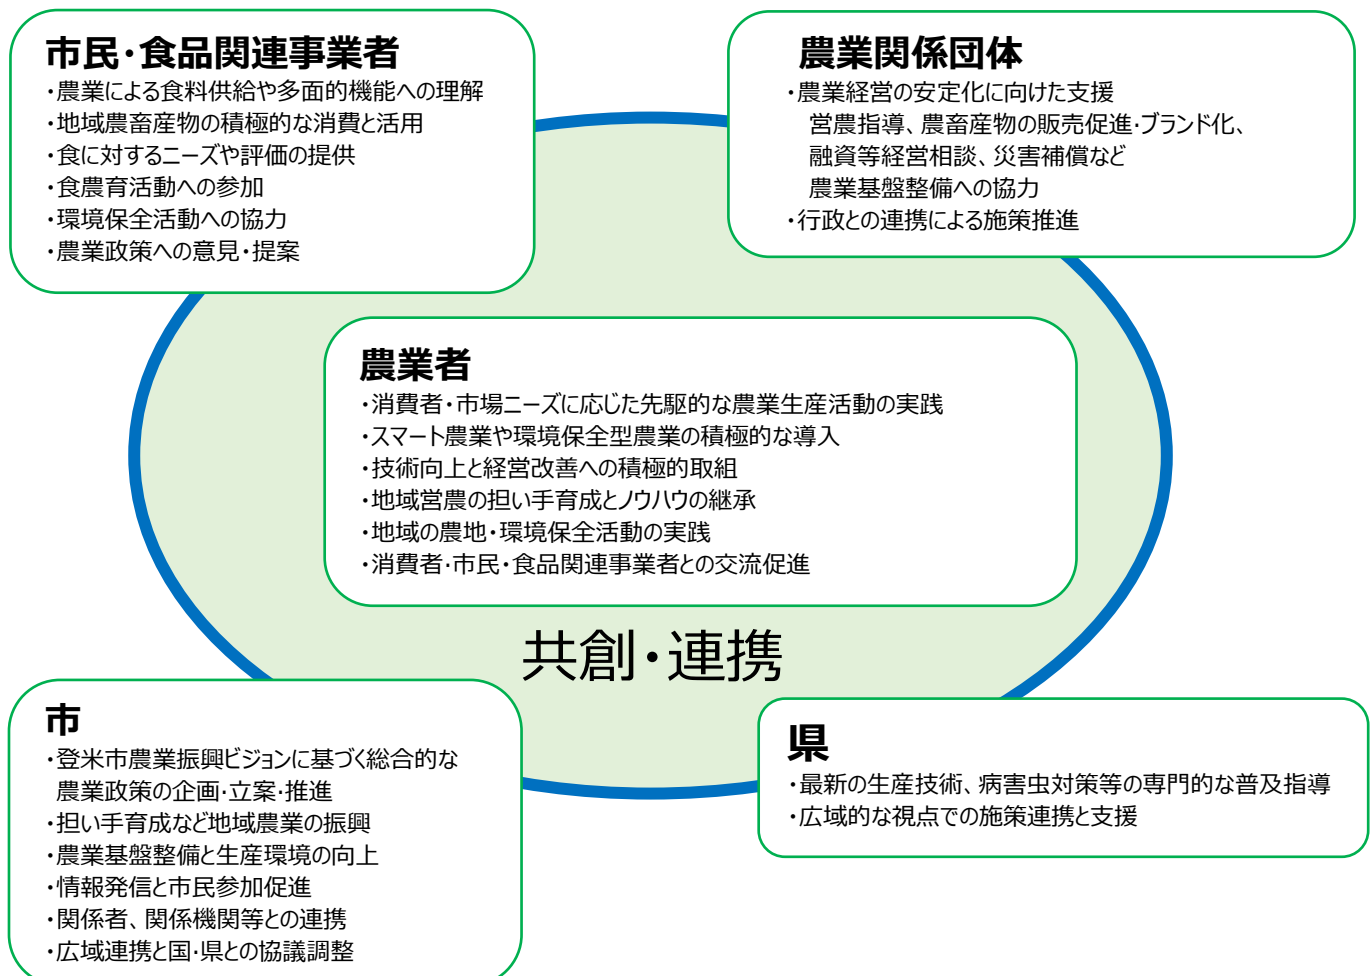 市民・食品関連事業者
・農業による食料供給や多面的機能への理解
・地域農畜産物の積極的な消費と活用
・食に対するニーズや評価の提供
・食農育活動への参加
・環境保全活動への協力
・農業政策への意見・提案
農業関係団体
・農業経営の安定化に向けた支援
営農指導、農畜産物の販売促進・ブランド化、
融資等経営相談、災害補償など
農業基盤整備への協力
・行政との連携による施策推進
農業者
・消費者・市場ニーズに応じた先駆的な農業生産活動の実践
・スマート農業や環境保全型農業の積極的な導入
・技術向上と経営改善への積極的取組
・地域営農の担い手育成とノウハウの継承
・地域の農地・環境保全活動の実践
・消費者・市民・食品関連事業者との交流促進
共創・連携
市
・登米市農業振興ビジョンに基づく総合的な
農業政策の企画・立案・推進
・担い手育成など地域農業の振興
・農業基盤整備と生産環境の向上
・情報発信と市民参加促進
・関係者、関係機関等との連携
・広域連携と国・県との協議調整
県
・最新の生産技術、病害虫対策等の専門的な普及指導
・広域的な視点での施策連携と支援